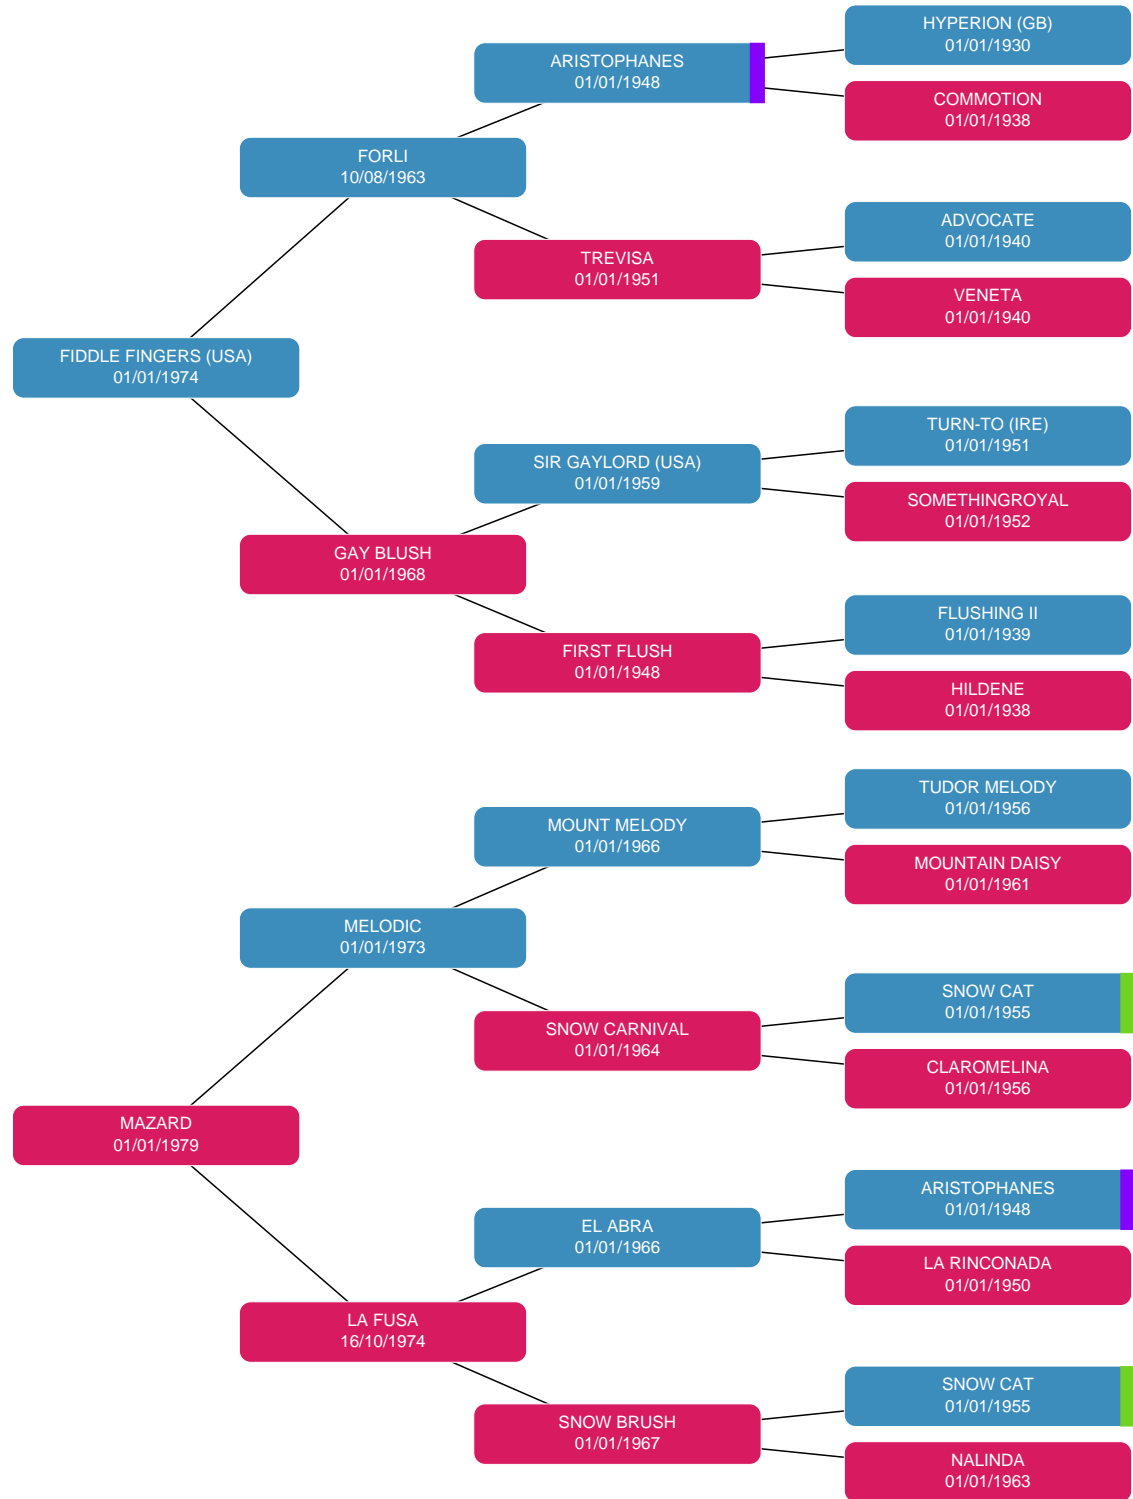 HYPERION (GB)
01/01/1930
ARISTOPHANES
01/01/1948
COMMOTION
01/01/1938
FORLI
10/08/1963
ADVOCATE
01/01/1940
TREVISA
01/01/1951
VENETA
01/01/1940
FIDDLE FINGERS (USA)
01/01/1974
TURN-TO (IRE)
01/01/1951
SIR GAYLORD (USA)
01/01/1959
SOMETHINGROYAL
01/01/1952
GAY BLUSH
01/01/1968
FLUSHING II
01/01/1939
FIRST FLUSH
01/01/1948
HILDENE
01/01/1938
TUDOR MELODY
01/01/1956
MOUNT MELODY
01/01/1966
MOUNTAIN DAISY
01/01/1961
MELODIC
01/01/1973
SNOW CAT
01/01/1955
SNOW CARNIVAL
01/01/1964
CLAROMELINA
01/01/1956
MAZARD
01/01/1979
ARISTOPHANES
01/01/1948
EL ABRA
01/01/1966
LA RINCONADA
01/01/1950
LA FUSA
16/10/1974
SNOW CAT
01/01/1955
SNOW BRUSH
01/01/1967
NALINDA
01/01/1963